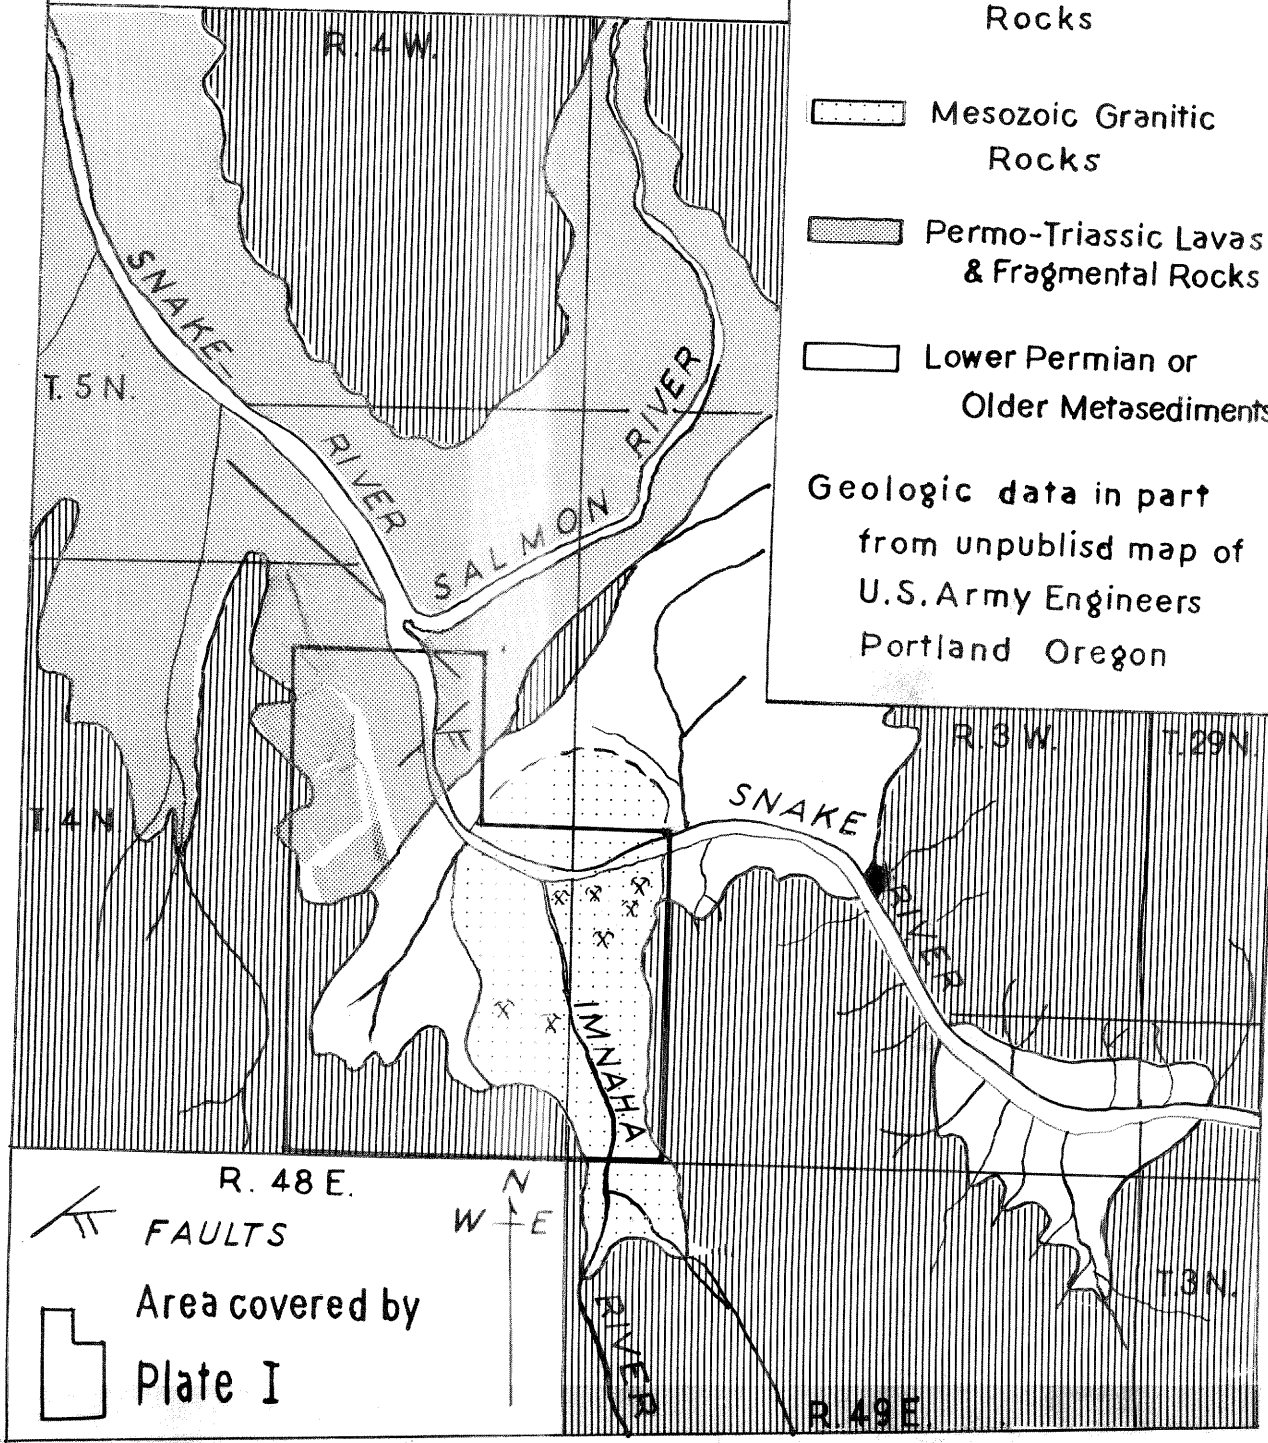 Rocks
Mesozoic Granitic
Rocks
Permo-Triassic Lavas
& Fragmental Rocks
Lower Permian or
Older Metasediments
Geologic data in part
from unpublisd map of
U.S. Army Engineers
Portland Oregon
R. 4 W.
SNAKE
T. 5 N.
RIVER
RIVER
SALMON
R. 3 W.
T. 29 N.
T. 4 N.
SNAKE
RIVER
IMNAHA
R. 48 E.
N
W E
FAULTS
Area covered by
Plate I
RIVER
T. 3 N.
R. 49 E.